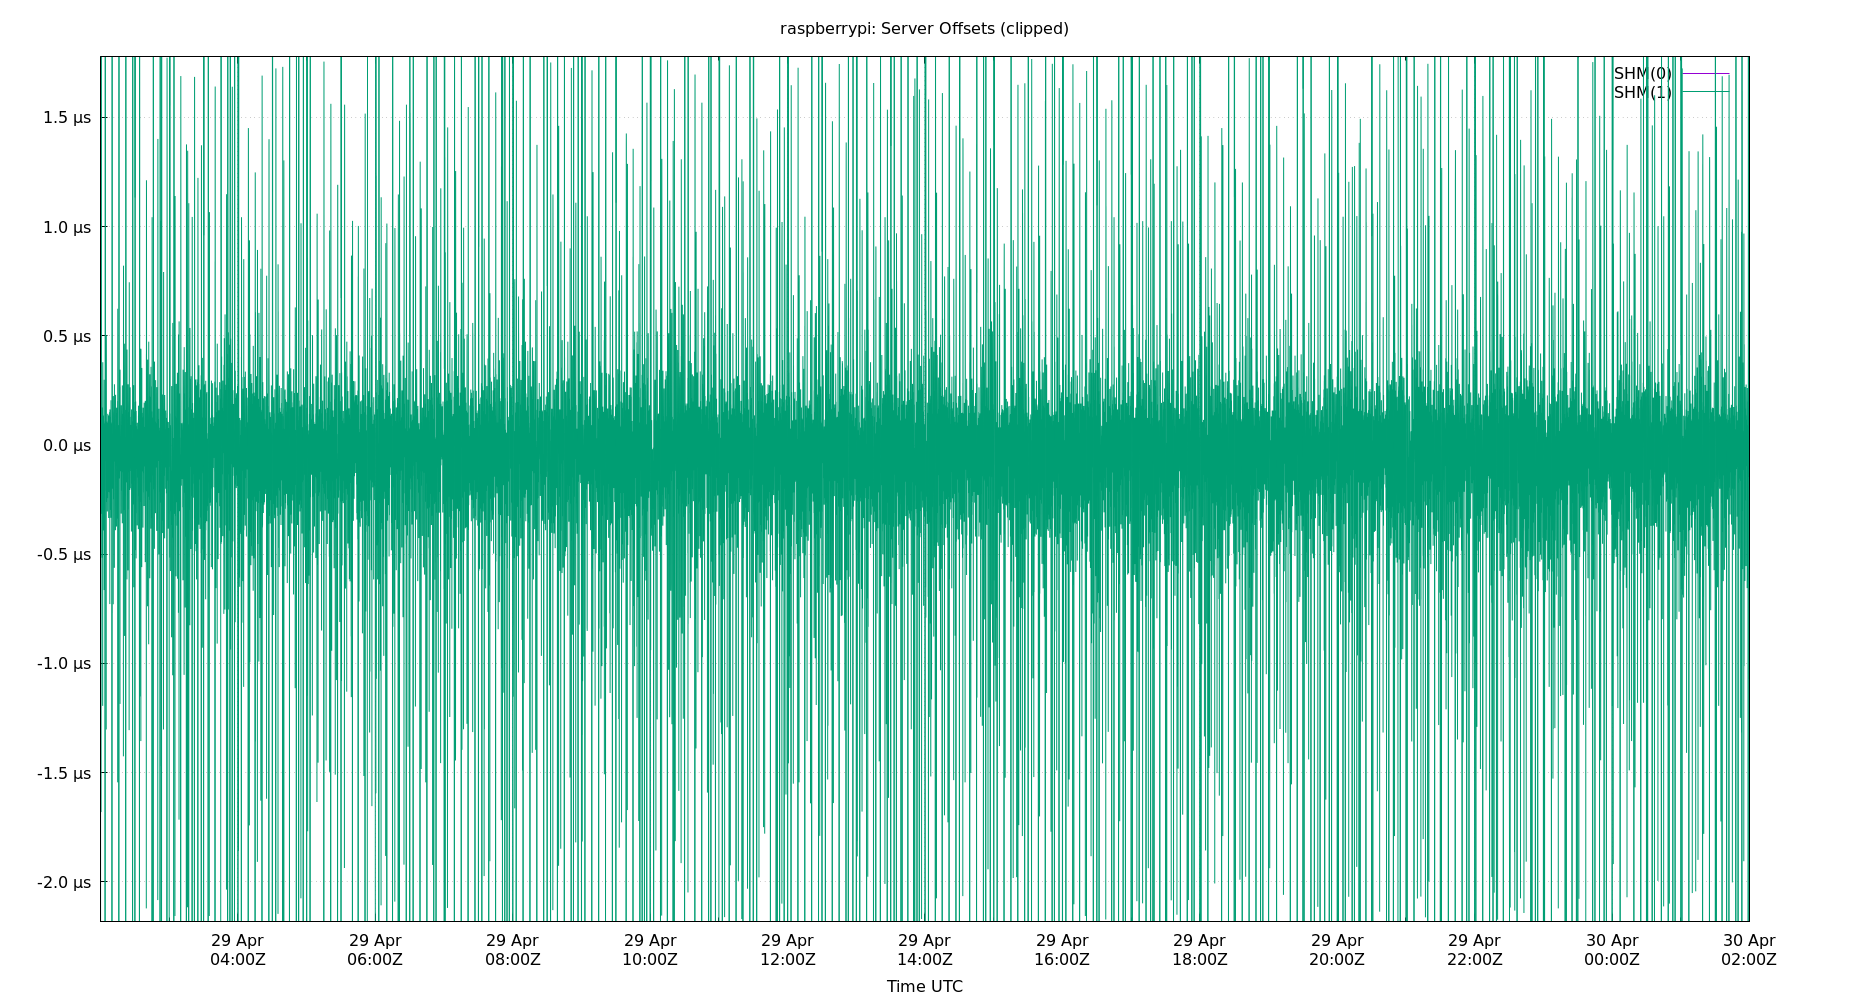 raspberrypi: Server Offsets (clipped)
SHM(0)
SHM(1)
1.5 µs
1.0 µs
0.5 µs
0.0 µs
-0.5 µs
-1.0 µs
-1.5 µs
-2.0 µs
29 Apr 29 Apr 29 Apr 29 Apr 29 Apr 29 Apr 29 Apr 29 Apr 29 Apr 29 Apr 30 Apr 30 Apr
04:00Z 06:00Z 08:00Z 10:00Z 12:00Z 14:00Z 16:00Z 18:00Z 20:00Z 22:00Z 00:00Z 02:00Z
Time UTC